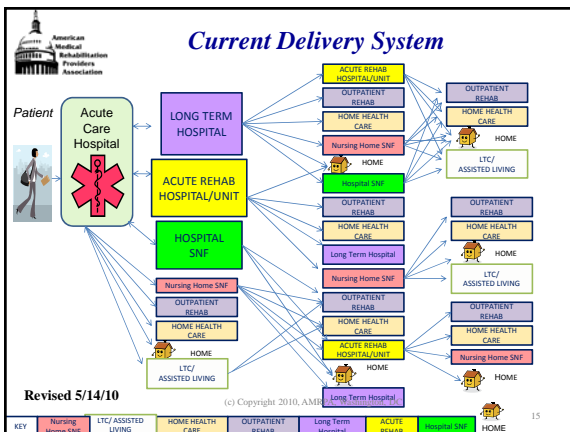 American
Medical
Rehabilitation
Providers
Association
Current Delivery System
Patient
Acute
Care
Hospital
LONG TERM
HOSPITAL
ACUTE REHAB
HOSPITAL/UNIT
HOSPITAL
SNF
Nursing Home SNF
OUTPATIENT
REHAB
HOME HEALTH
CARE
HOME
LTC/
ASSISTED LIVING
ACUTE REHAB
HOSPITAL/UNIT
OUTPATIENT
REHAB
HOME HEALTH
CARE
Nursing Home SNF
HOME
Hospital SNF
OUTPATIENT
REHAB
HOME HEALTH
CARE
Long Term Hospital
Nursing Home SNF
OUTPATIENT
REHAB
HOME HEALTH
CARE
ACUTE REHAB
HOSPITAL/UNIT
HOME
Long Term Hospital
OUTPATIENT
REHAB
HOME HEALTH
CARE
HOME
LTC/
ASSISTED LIVING
OUTPATIENT
REHAB
HOME HEALTH
CARE
HOME
LTC/
ASSISTED LIVING
OUTPATIENT
REHAB
HOME HEALTH
CARE
Nursing Home SNF
HOME
Revised 5/14/10
(c) Copyright 2010, DC
15
KEY
Nursing
Home SNF
LTC/ ASSISTED
LIVING
HOME HEALTH
CARE
OUTPATIENT
REHAB
Long Term
Hospital
ACUTE
REHAB
Hospital SNF
HOME